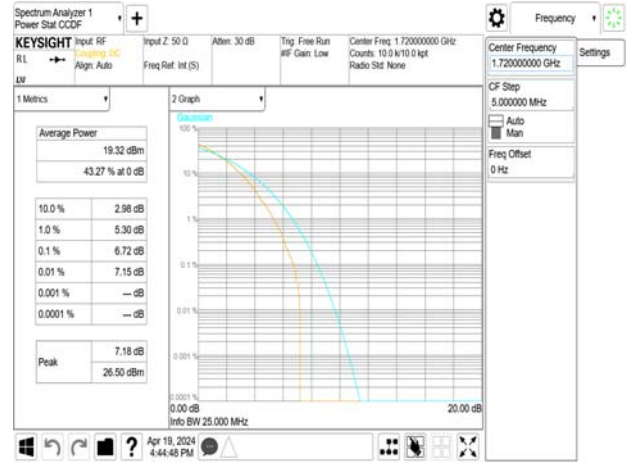 Spectrum Analyzer 1
Power Stat CCDF
+
Frequency
KEYSIGHT
RL
Input: RF
Coupling: DC
Align: Auto
Input Z: 50 Ω
Freq Ref: Int (S)
Atten: 30 dB
Trig: Free Run
#IF Gain: Low
Center Freq: 1.720000000 GHz
Counts: 10.0 k/10.0 kpt
Radio Std: None
Center Frequency
1.720000000 GHz
Settings
CF Step
5.000000 MHz
Auto
Man
Freq Offset
0 Hz
1 Metrics
2 Graph
Gaussian
Average Power
19.32 dBm
43.27 % at 0 dB
10.0 % 2.98 dB
1.0 % 5.30 dB
0.1 % 6.72 dB
0.01 % 7.15 dB
0.001 % --- dB
0.0001 % --- dB
Peak 7.18 dB
26.50 dBm
100 %
10 %
1 %
0.1 %
0.01 %
0.001 %
0.0001 %
0.00 dB
20.00 dB
Info BW 25.000 MHz
?
Apr 19, 2024
4:44:48 PM